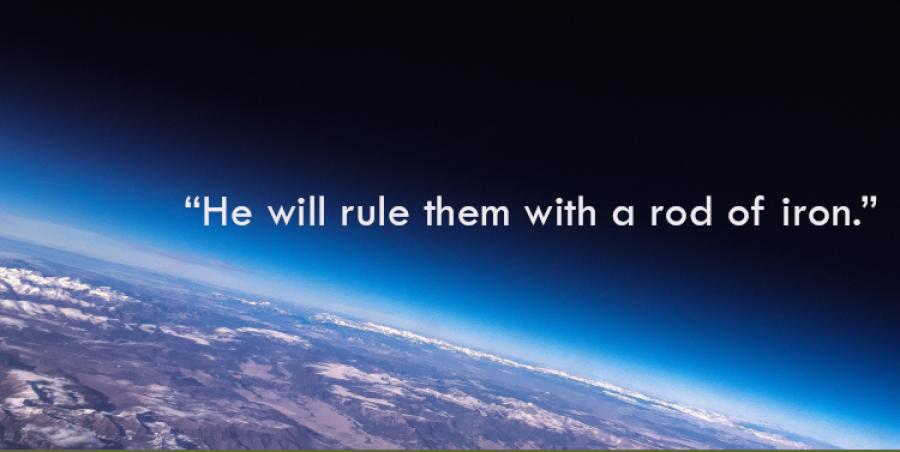 “He will rule them with a rod of iron.”